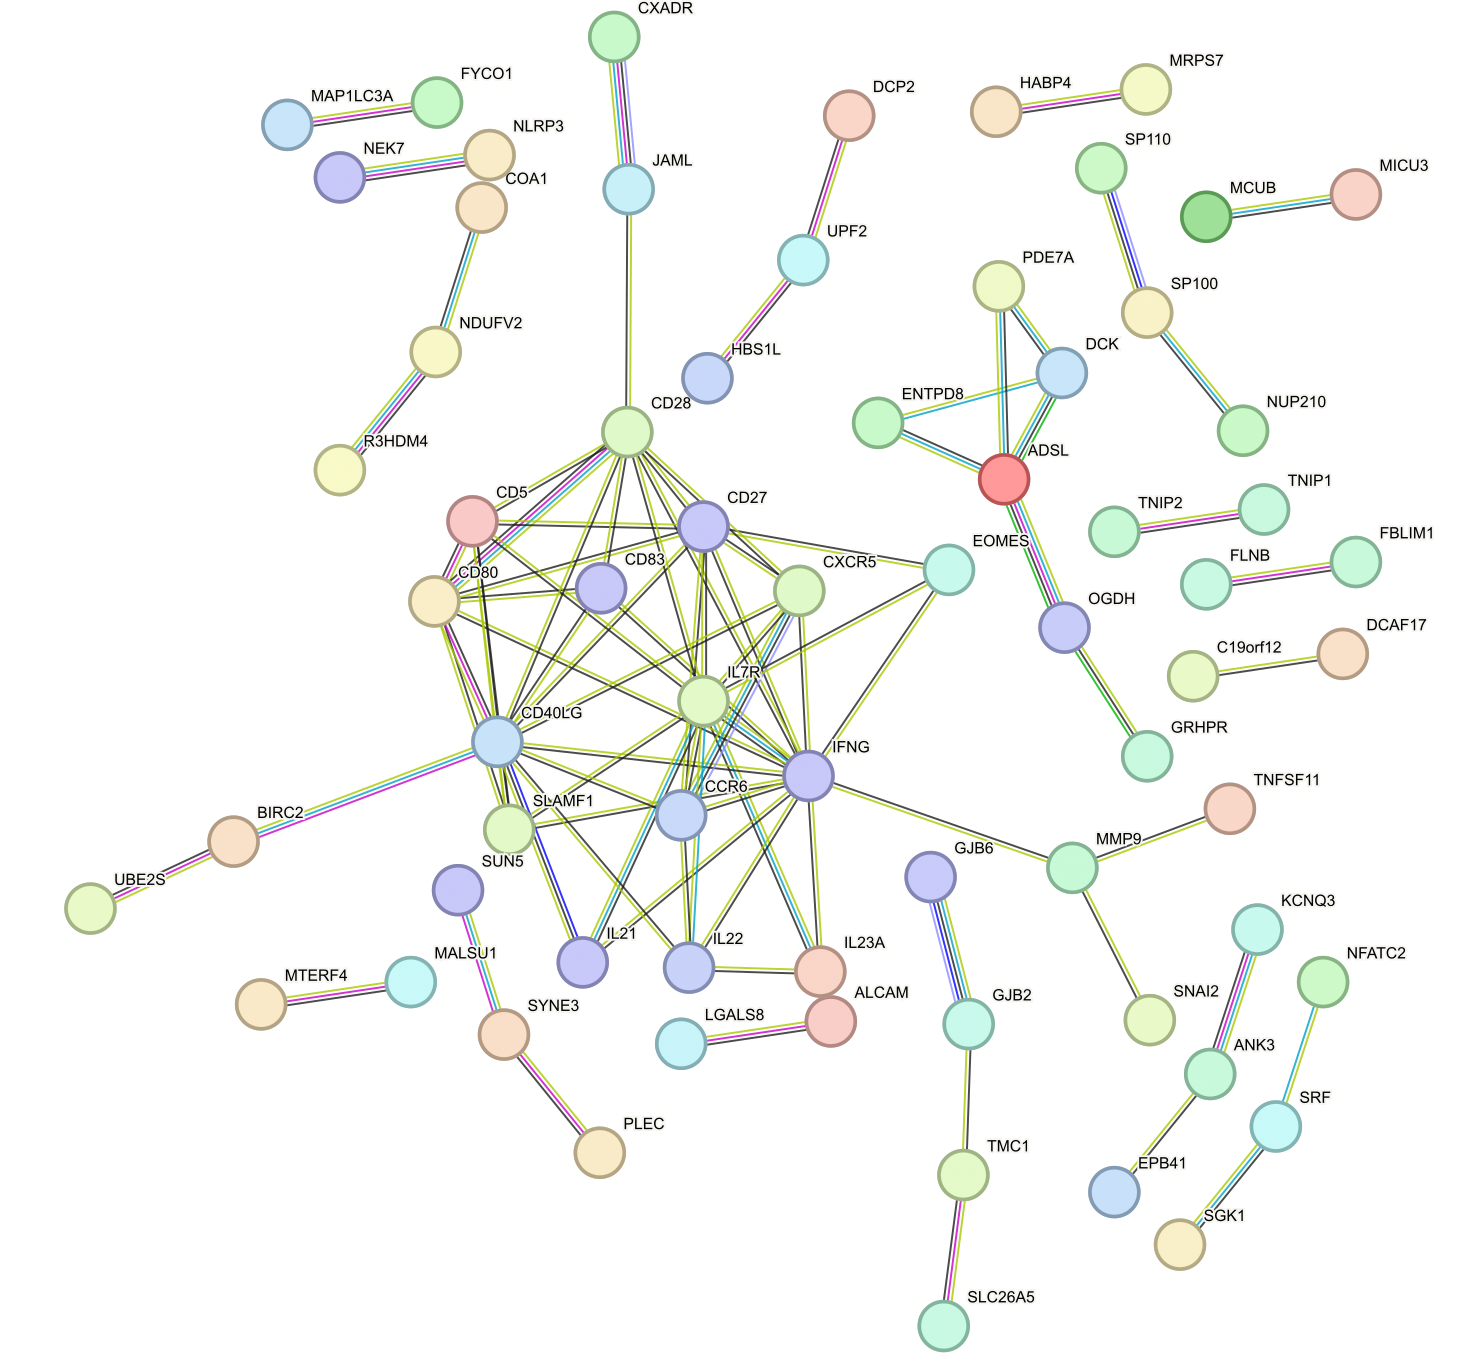 CXADR
FYCO1
MAP1LC3A
MRPS7
HABP4
DCP2
NLRP3
NEK7
SP110
JAML
MICU3
COA1
MCUB
UPF2
PDE7A
SP100
NDUFV2
DCK
HBS1L
ENTPD8
CD28
NUP210
R3HDM4
ADSL
TNIP1
CD5
CD27
TNIP2
FBLIM1
EOMES
FLNB
CD83
CXCR5
CD80
OGDH
DCAF17
C19orf12
IL7R
CD40LG
GRHPR
IFNG
TNFSF11
CCR6
SLAMF1
BIRC2
MMP9
GJB6
SUN5
UBE2S
KCNQ3
IL21
IL22
IL23A
MALSU1
NFATC2
MTERF4
SNAI2
ALCAM
GJB2
SYNE3
LGALS8
ANK3
SRF
PLEC
TMC1
EPB41
SGK1
SLC26A5